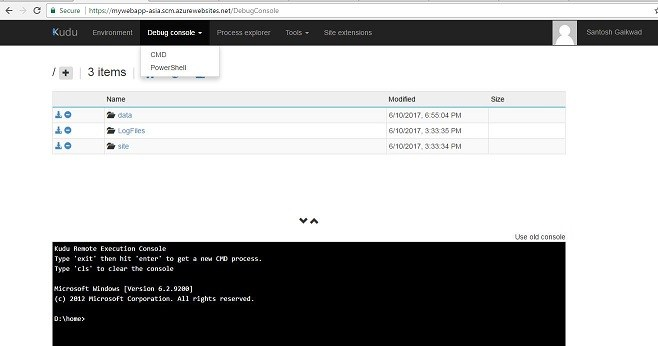 Secure https://mywebapp-asia.scm.azurewebsites.net/DebugConsole
Kudu Environment Debug console Process explorer Tools Site extensions Santosh Gaikwad
CMD
PowerShell
/ + | 3 items |
Name Modified Size
data 6/10/2017, 6:55:04 PM
LogFiles 6/10/2017, 3:33:35 PM
site 6/10/2017, 3:33:34 PM
Use old console
Kudu Remote Execution Console
Type 'exit' then hit 'enter' to get a new CMD process.
Type 'cls' to clear the console
Microsoft Windows [Version 6.2.9200]
(c) 2012 Microsoft Corporation. All rights reserved.
D:\home>